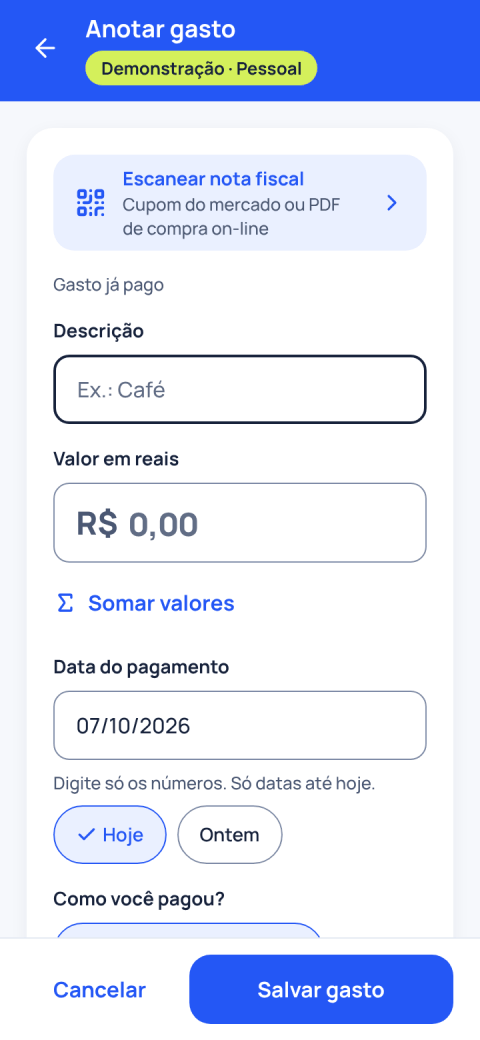 Anotar gasto
Demonstração · Pessoal
Escanear nota fiscal
Cupom do mercado ou PDF
de compra on-line
Gasto já pago
Descrição
Ex.: Café
Valor em reais
R$ 0,00
Σ Somar valores
Data do pagamento
07/10/2026
Digite só os números. Só datas até hoje.
Hoje
Ontem
Como você pagou?
Cancelar
Salvar gasto